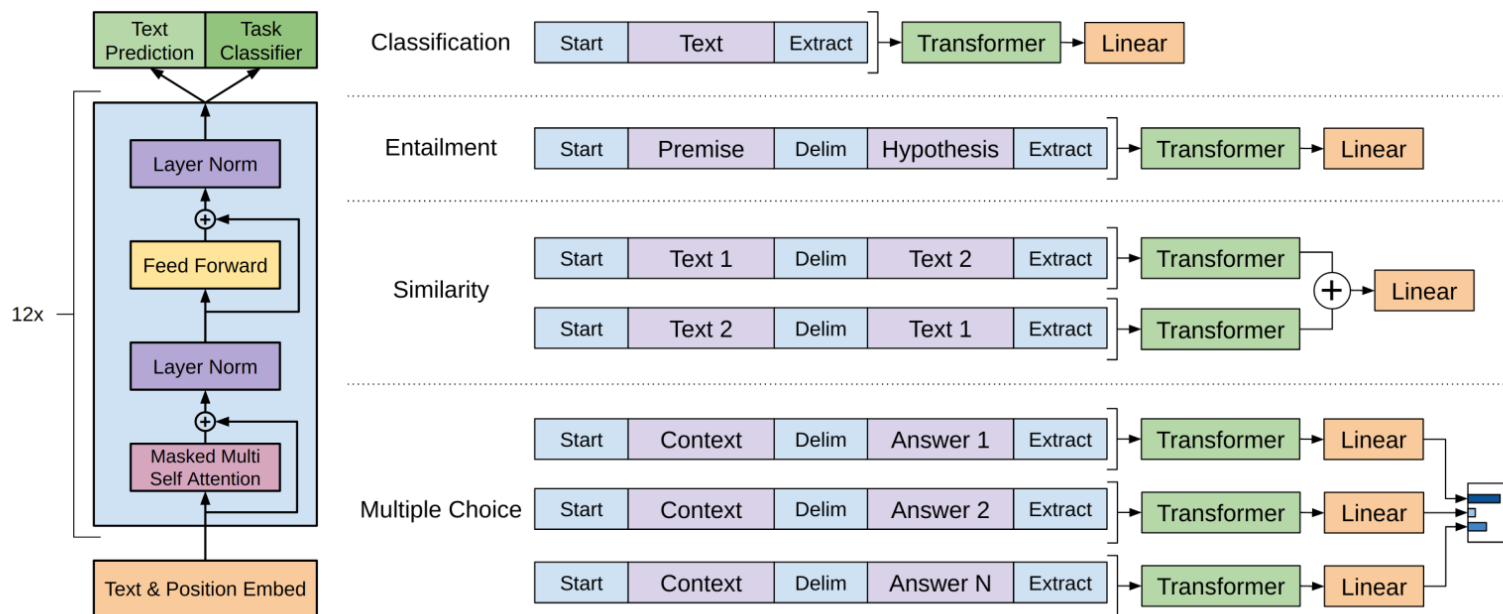 Text
Prediction
Task
Classifier
Layer Norm
+
Feed Forward
12x
Layer Norm
+
Masked Multi
Self Attention
Text & Position Embed
Classification
Start Text Extract Transformer Linear
Entailment
Start Premise Delim Hypothesis Extract Transformer Linear
Similarity
Start Text 1 Delim Text 2 Extract Transformer
+ Linear
Start Text 2 Delim Text 1 Extract Transformer
Multiple Choice
Start Context Delim Answer 1 Extract Transformer Linear
Start Context Delim Answer 2 Extract Transformer Linear
Start Context Delim Answer N Extract Transformer Linear